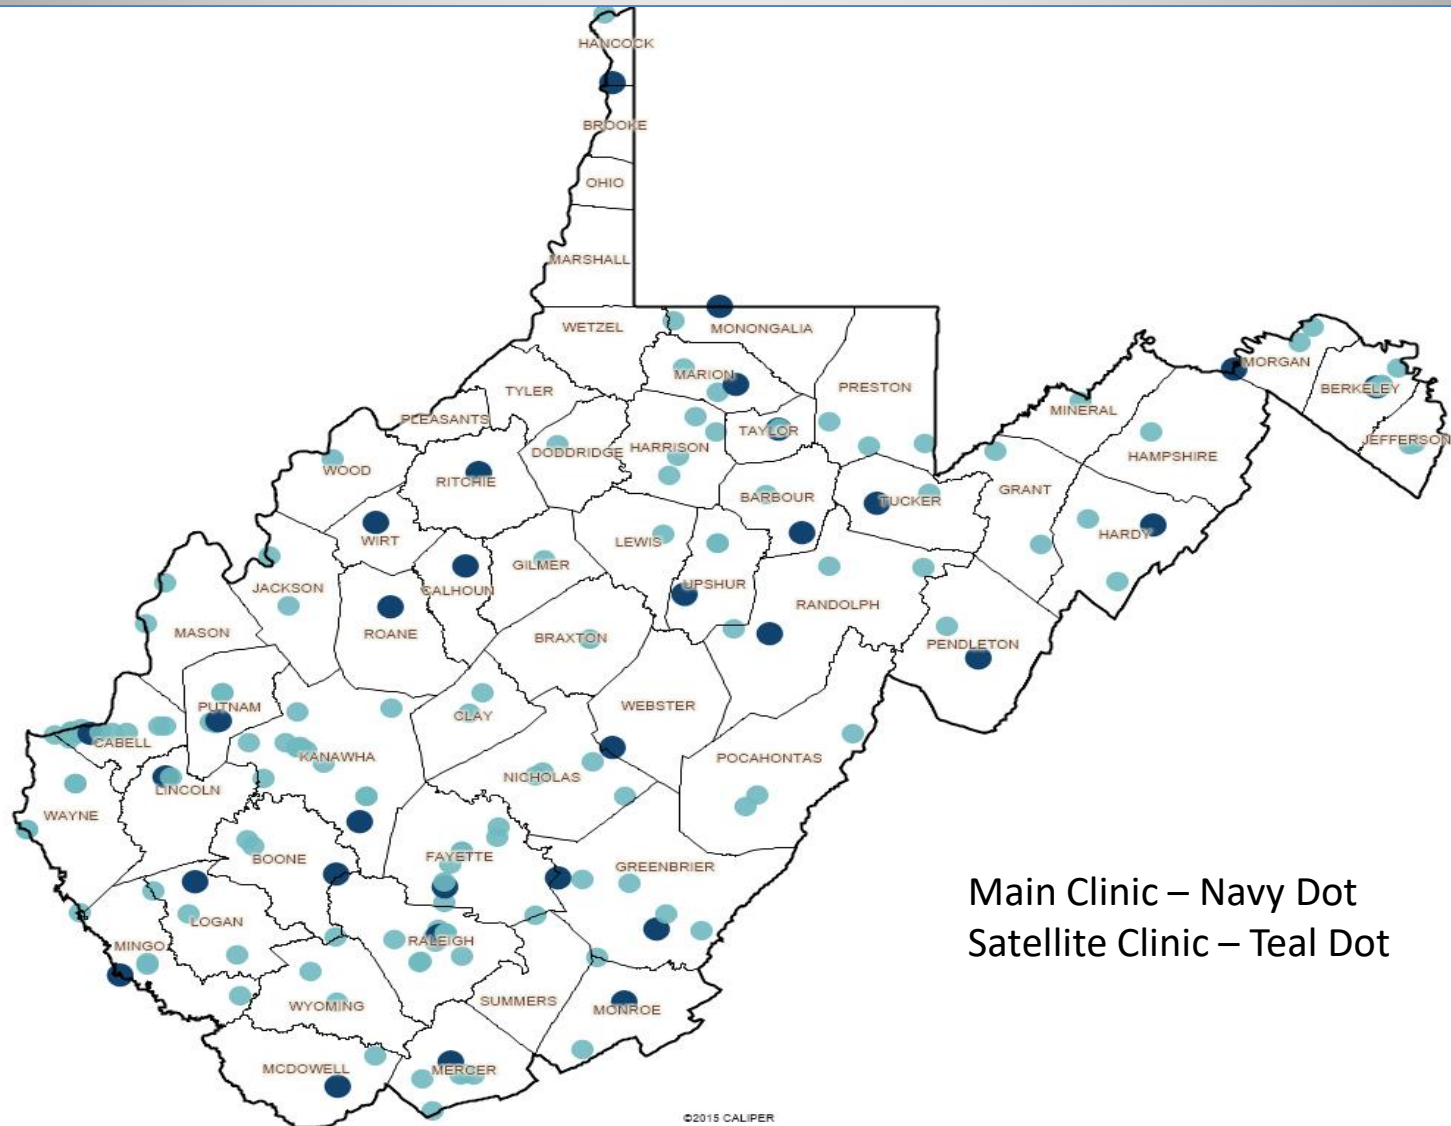 HANCOCK
BROOKE
OHIO
MARSHALL
WETZEL
MONONGALIA
MORGAN
MARION
BERKELEY
TYLER
PRESTON
MINERAL
PLEASANTS
TAYLOR
JEFFERSON
DODDRIDGE
HARRISON
HAMPSHIRE
WOOD
RITCHIE
GRANT
BARBOUR
TUCKER
WIRT
LEWIS
HARDY
GILMER
UPSHUR
JACKSON
CALHOUN
RANDOLPH
MASON
ROANE
BRAXTON
PENDLETON
PUTNAM
WEBSTER
CLAY
CABELL
KANAWHA
POCAHONTAS
NICHOLAS
LINCOLN
WAYNE
BOONE
FAYETTE
GREENBRIER
Main Clinic – Navy Dot
LOGAN
RALEIGH
Satellite Clinic – Teal Dot
MINGO
SUMMERS
WYOMING
MONROE
MCDOWELL
MERCER
©2015 CALIPER